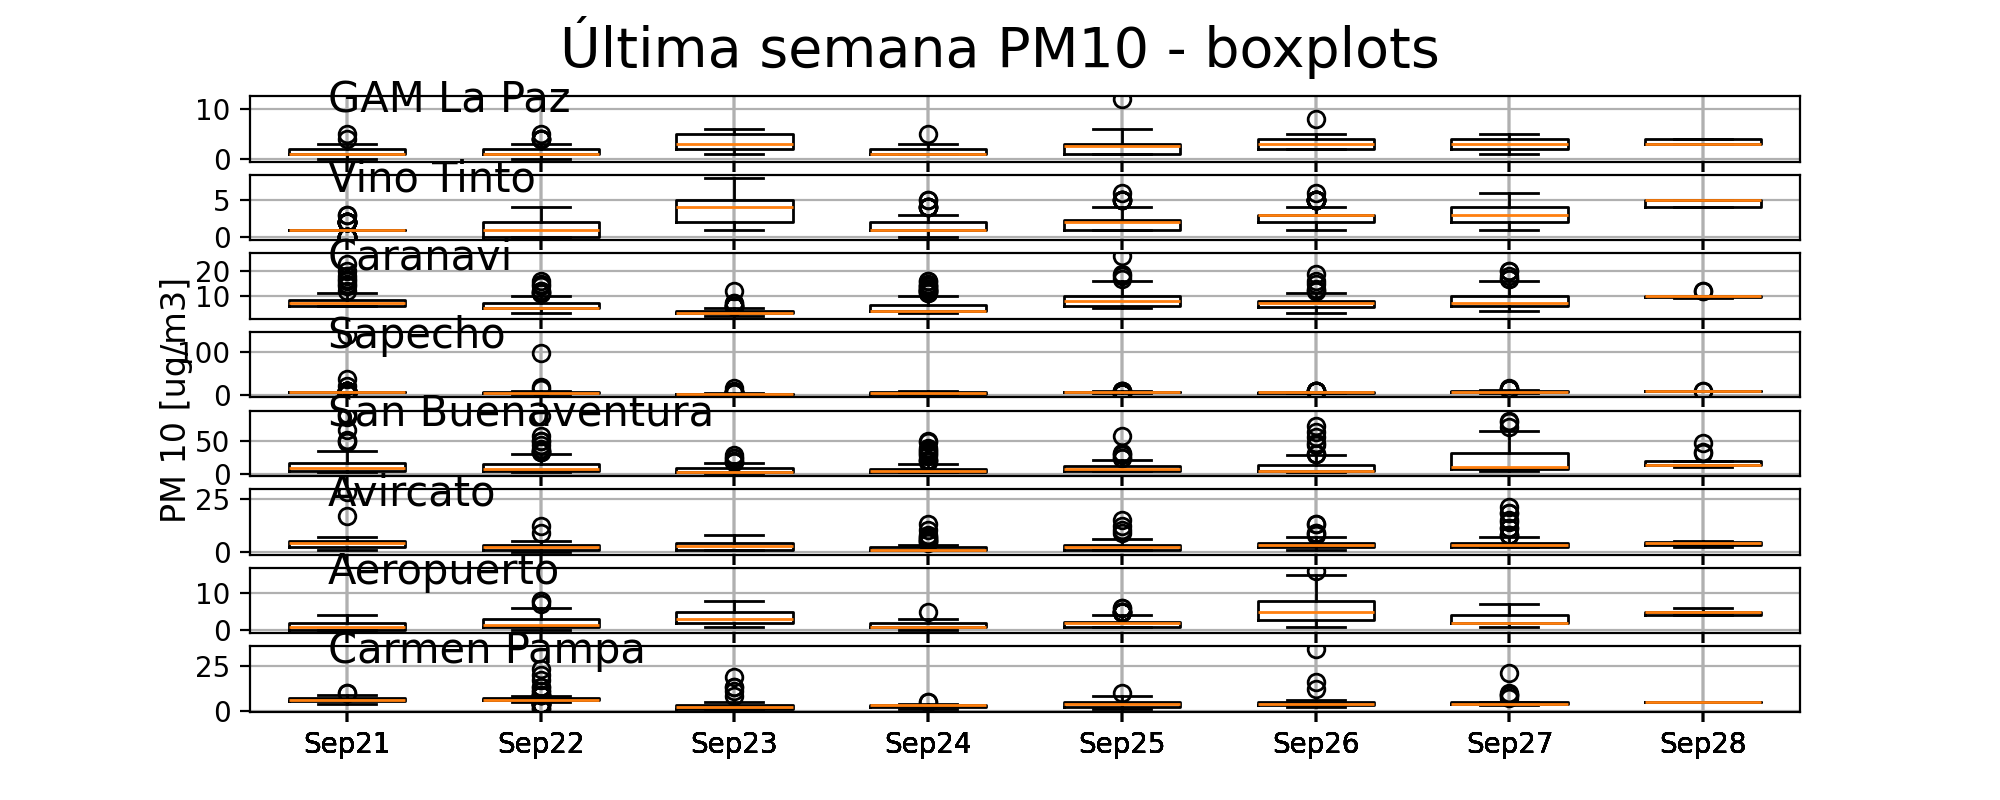 Última semana PM10 - boxplots
GAM La Paz
10
0
Vino Tinto
5
0
Caranavi
20
10
Sapecho
100
0
San Buenaventura
50
0
Avircato
25
0
Aeropuerto
10
0
Carmen Pampa
25
0
PM 10 [ug/m3]
Sep21 Sep22 Sep23 Sep24 Sep25 Sep26 Sep27 Sep28